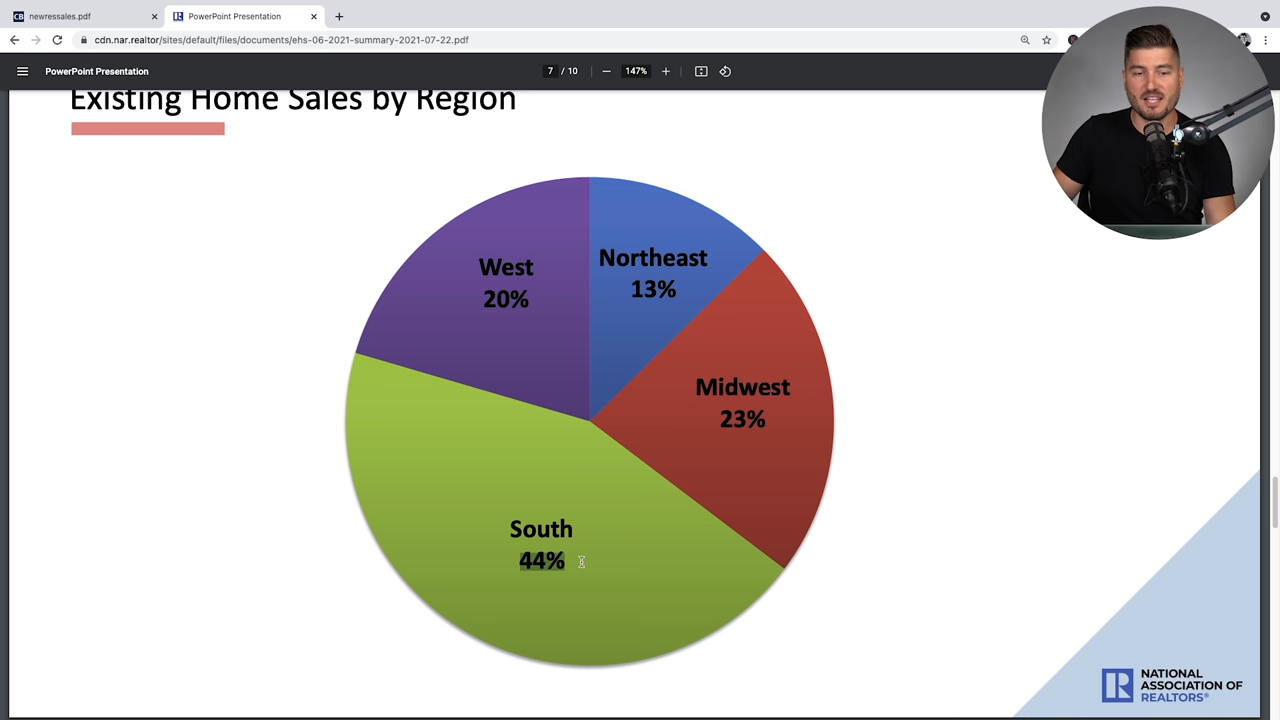 newressales.pdf
PowerPoint Presentation
cdn.nar.realtor/sites/default/files/documents/ehs-06-2021-summary-2021-07-22.pdf
PowerPoint Presentation
7 / 10
147%
Existing Home Sales by Region
West
20%
Northeast
13%
Midwest
23%
South
44%
NATIONAL
ASSOCIATION OF
REALTORS®